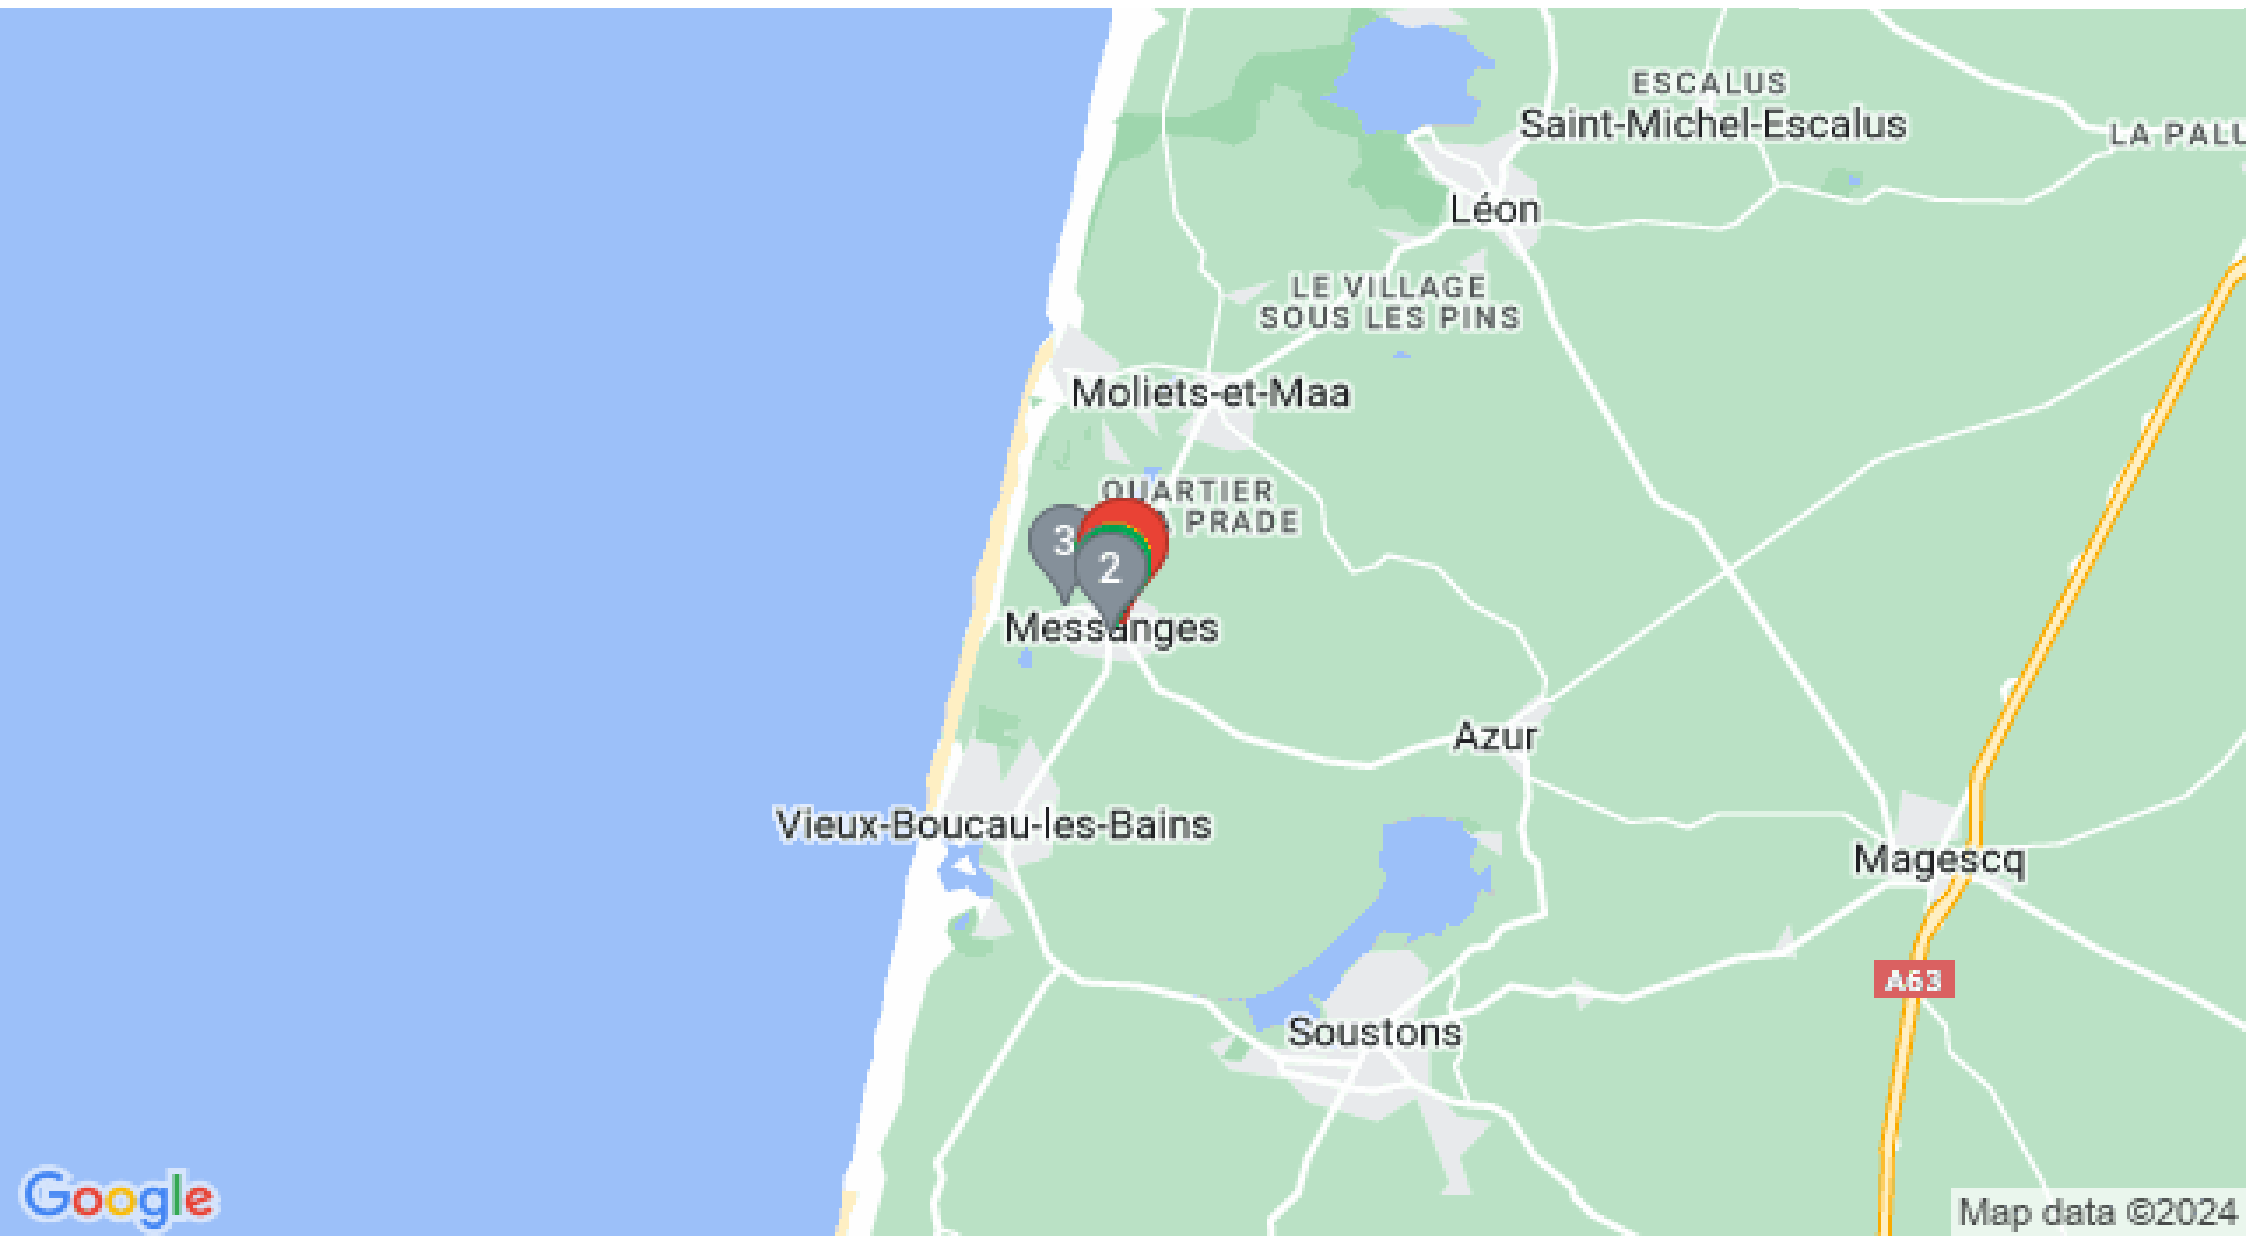 ESCALUS
Saint-Michel-Escalus
LA PALU
Léon
LE VILLAGE
SOUS LES PINS
Moliets-et-Maa
QUARTIER
PRADE
3
2
Messanges
Azur
Vieux-Boucau-les-Bains
Magescq
A63
Soustons
Google
Map data ©2024